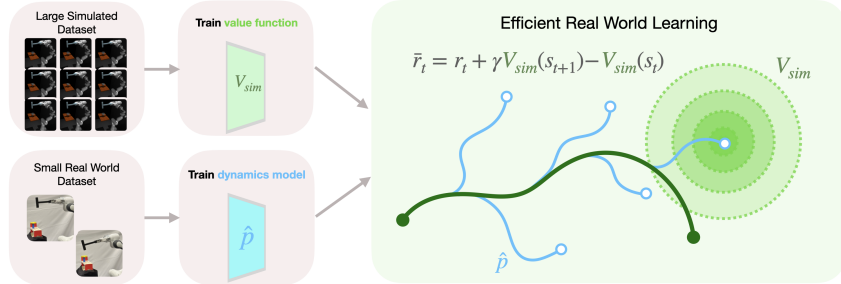 Large Simulated
Dataset
Train value function
V_sim
Small Real World
Dataset
Train dynamics model
p̂
Efficient Real World Learning
r̄_t = r_t + γV_sim(s_{t+1})−V_sim(s_t)
V_sim
p̂